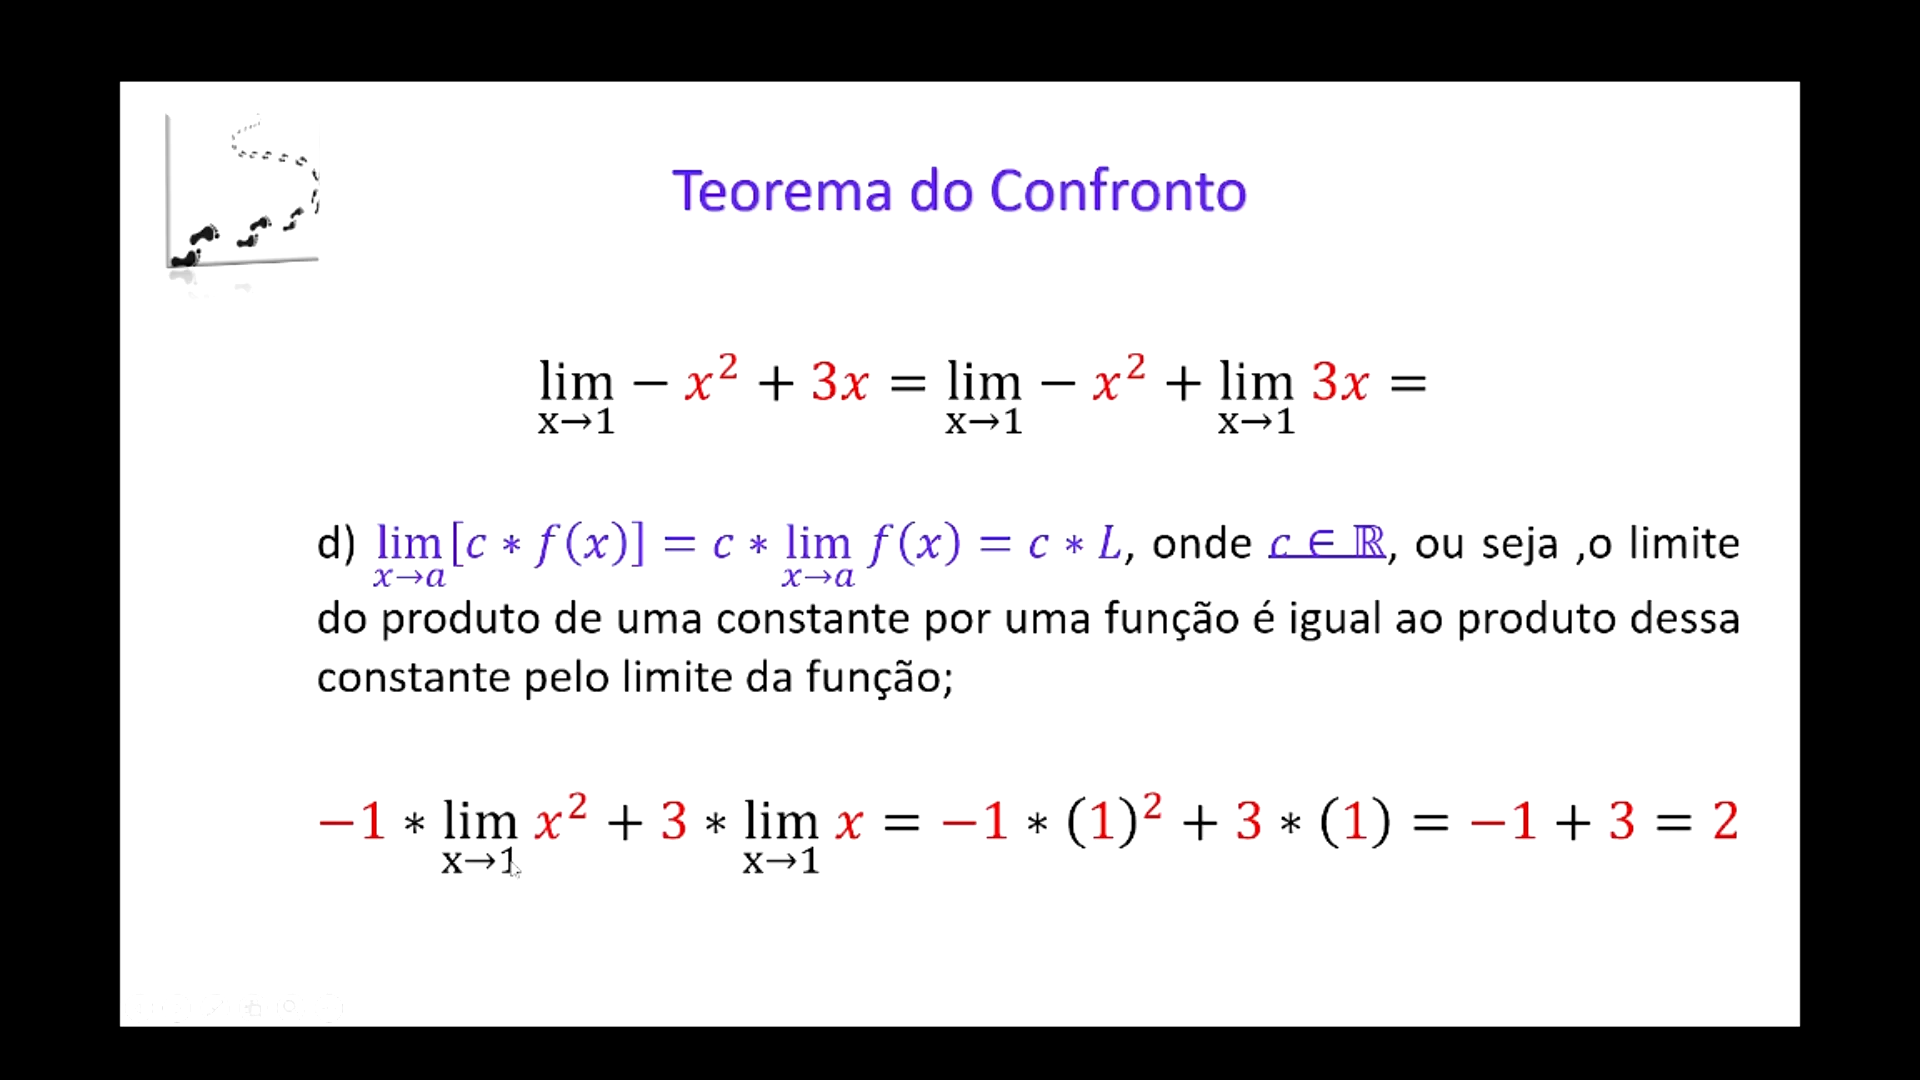 Teorema do Confronto
lim x→1 − x² + 3x = lim x→1 − x² + lim x→1 3x =
d) lim x→a [c ∗ f(x)] = c ∗ lim x→a f(x) = c ∗ L, onde c ∈ ℝ, ou seja ,o limite
do produto de uma constante por uma função é igual ao produto dessa
constante pelo limite da função;
−1 ∗ lim x→1 x² + 3 ∗ lim x→1 x = −1 ∗ (1)² + 3 ∗ (1) = −1 + 3 = 2